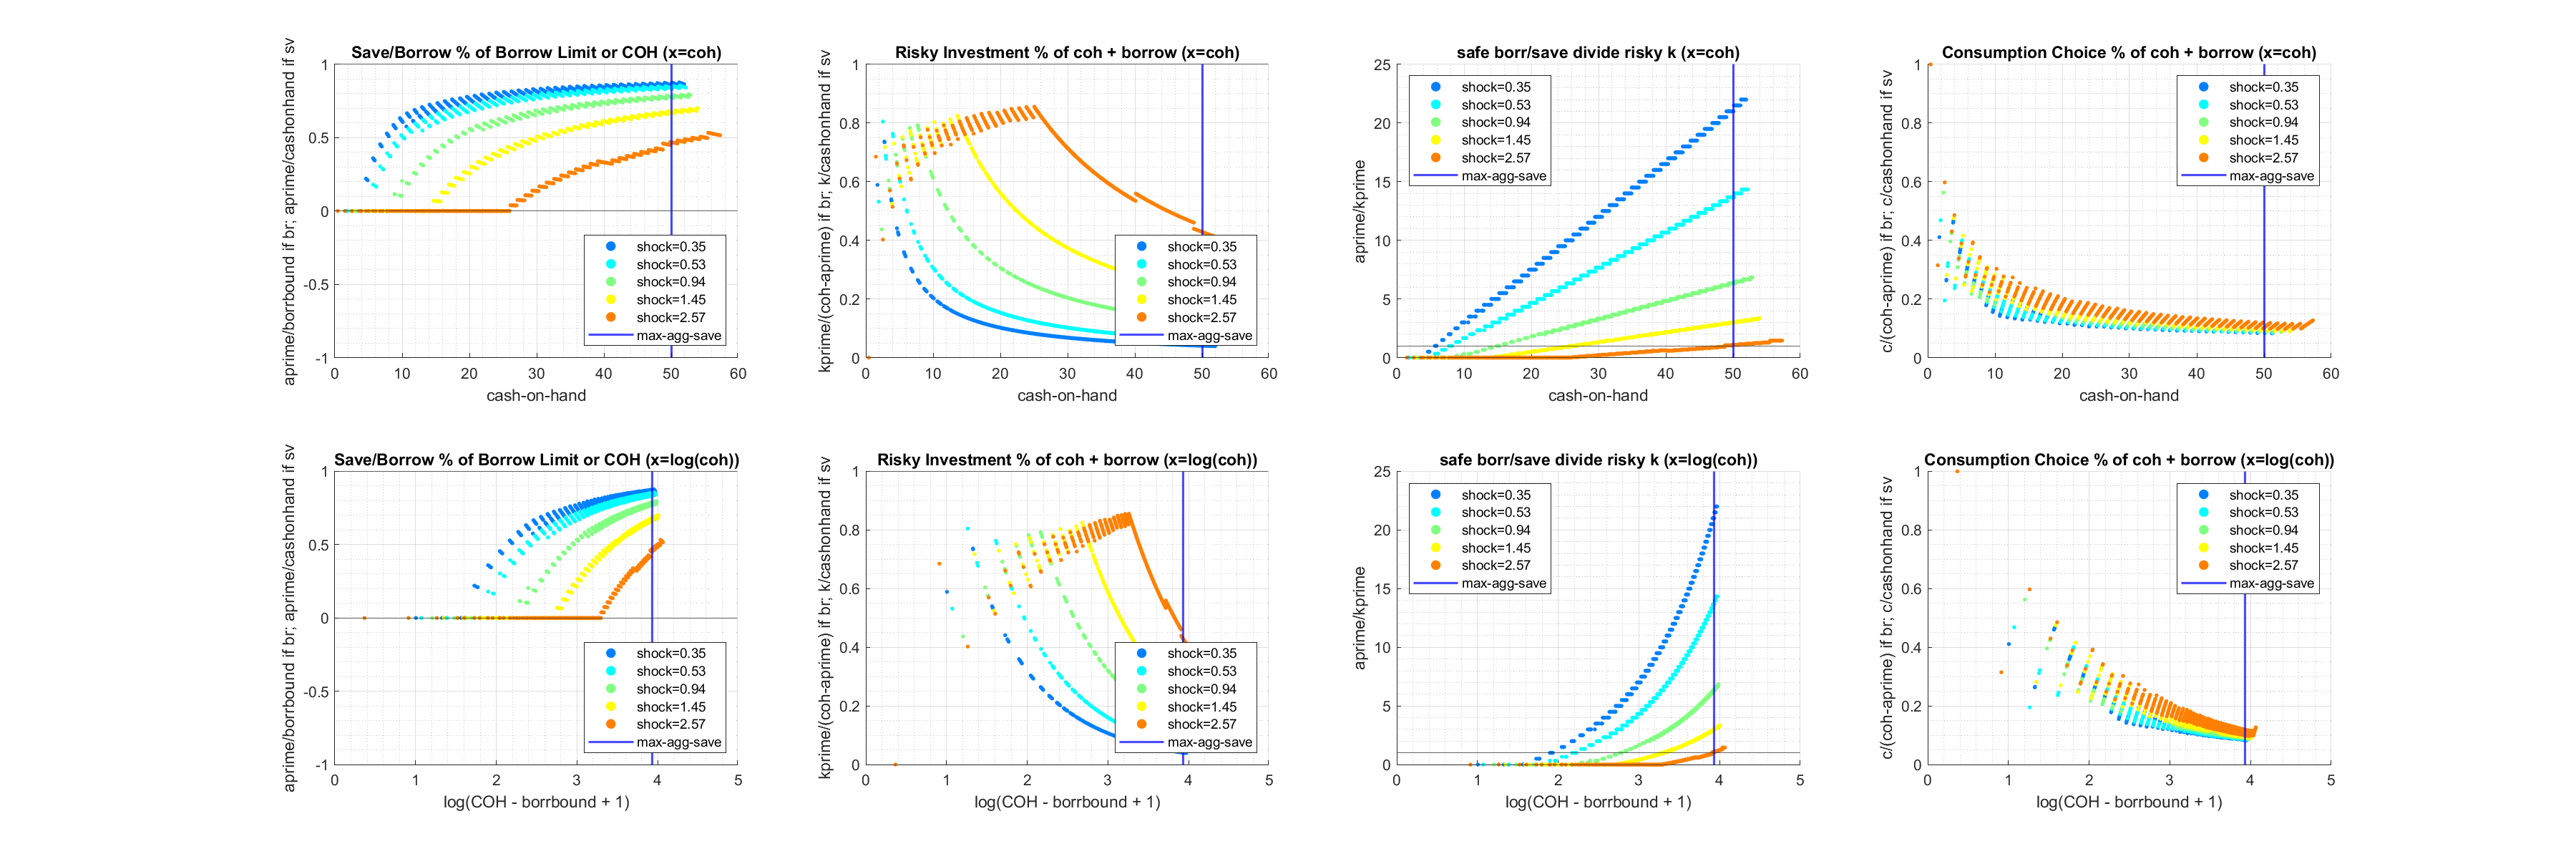 Save/Borrow % of Borrow Limit or COH (x=coh)
aprime/borrbound if br; aprime/cashonhand if sv
1
0.5
0
-0.5
-1
shock=0.35
shock=0.53
shock=0.94
shock=1.45
shock=2.57
max-agg-save
0 10 20 30 40 50 60
cash-on-hand
Risky Investment % of coh + borrow (x=coh)
kprime/(coh-aprime) if br; k/cashonhand if sv
1
0.8
0.6
0.4
0.2
0
shock=0.35
shock=0.53
shock=0.94
shock=1.45
shock=2.57
max-agg-save
0 10 20 30 40 50 60
cash-on-hand
safe borr/save divide risky k (x=coh)
aprime/kprime
25
20
15
10
5
0
shock=0.35
shock=0.53
shock=0.94
shock=1.45
shock=2.57
max-agg-save
0 10 20 30 40 50 60
cash-on-hand
Consumption Choice % of coh + borrow (x=coh)
c/(coh-aprime) if br; c/cashonhand if sv
1
0.8
0.6
0.4
0.2
0
shock=0.35
shock=0.53
shock=0.94
shock=1.45
shock=2.57
max-agg-save
0 10 20 30 40 50 60
cash-on-hand
Save/Borrow % of Borrow Limit or COH (x=log(coh))
aprime/borrbound if br; aprime/cashonhand if sv
1
0.5
0
-0.5
-1
shock=0.35
shock=0.53
shock=0.94
shock=1.45
shock=2.57
max-agg-save
0 1 2 3 4 5
log(COH - borrbound + 1)
Risky Investment % of coh + borrow (x=log(coh))
kprime/(coh-aprime) if br; k/cashonhand if sv
1
0.8
0.6
0.4
0.2
0
shock=0.35
shock=0.53
shock=0.94
shock=1.45
shock=2.57
max-agg-save
0 1 2 3 4 5
log(COH - borrbound + 1)
safe borr/save divide risky k (x=log(coh))
aprime/kprime
25
20
15
10
5
0
shock=0.35
shock=0.53
shock=0.94
shock=1.45
shock=2.57
max-agg-save
0 1 2 3 4 5
log(COH - borrbound + 1)
Consumption Choice % of coh + borrow (x=log(coh))
c/(coh-aprime) if br; c/cashonhand if sv
1
0.8
0.6
0.4
0.2
0
shock=0.35
shock=0.53
shock=0.94
shock=1.45
shock=2.57
max-agg-save
0 1 2 3 4 5
log(COH - borrbound + 1)